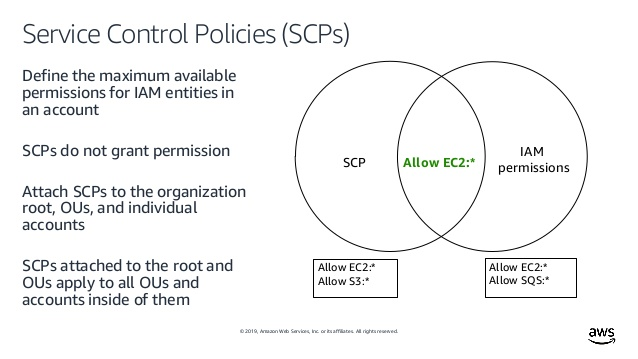 Service Control Policies (SCPs)
Define the maximum available
permissions for IAM entities in
an account
SCPs do not grant permission
Attach SCPs to the organization
root, OUs, and individual
accounts
SCPs attached to the root and
OUs apply to all OUs and
accounts inside of them
SCP
Allow EC2:*
IAM
permissions
Allow EC2:*
Allow S3:*
Allow EC2:*
Allow SQS:*
© 2019, Amazon Web Services, Inc. or its affiliates. All rights reserved.
aws